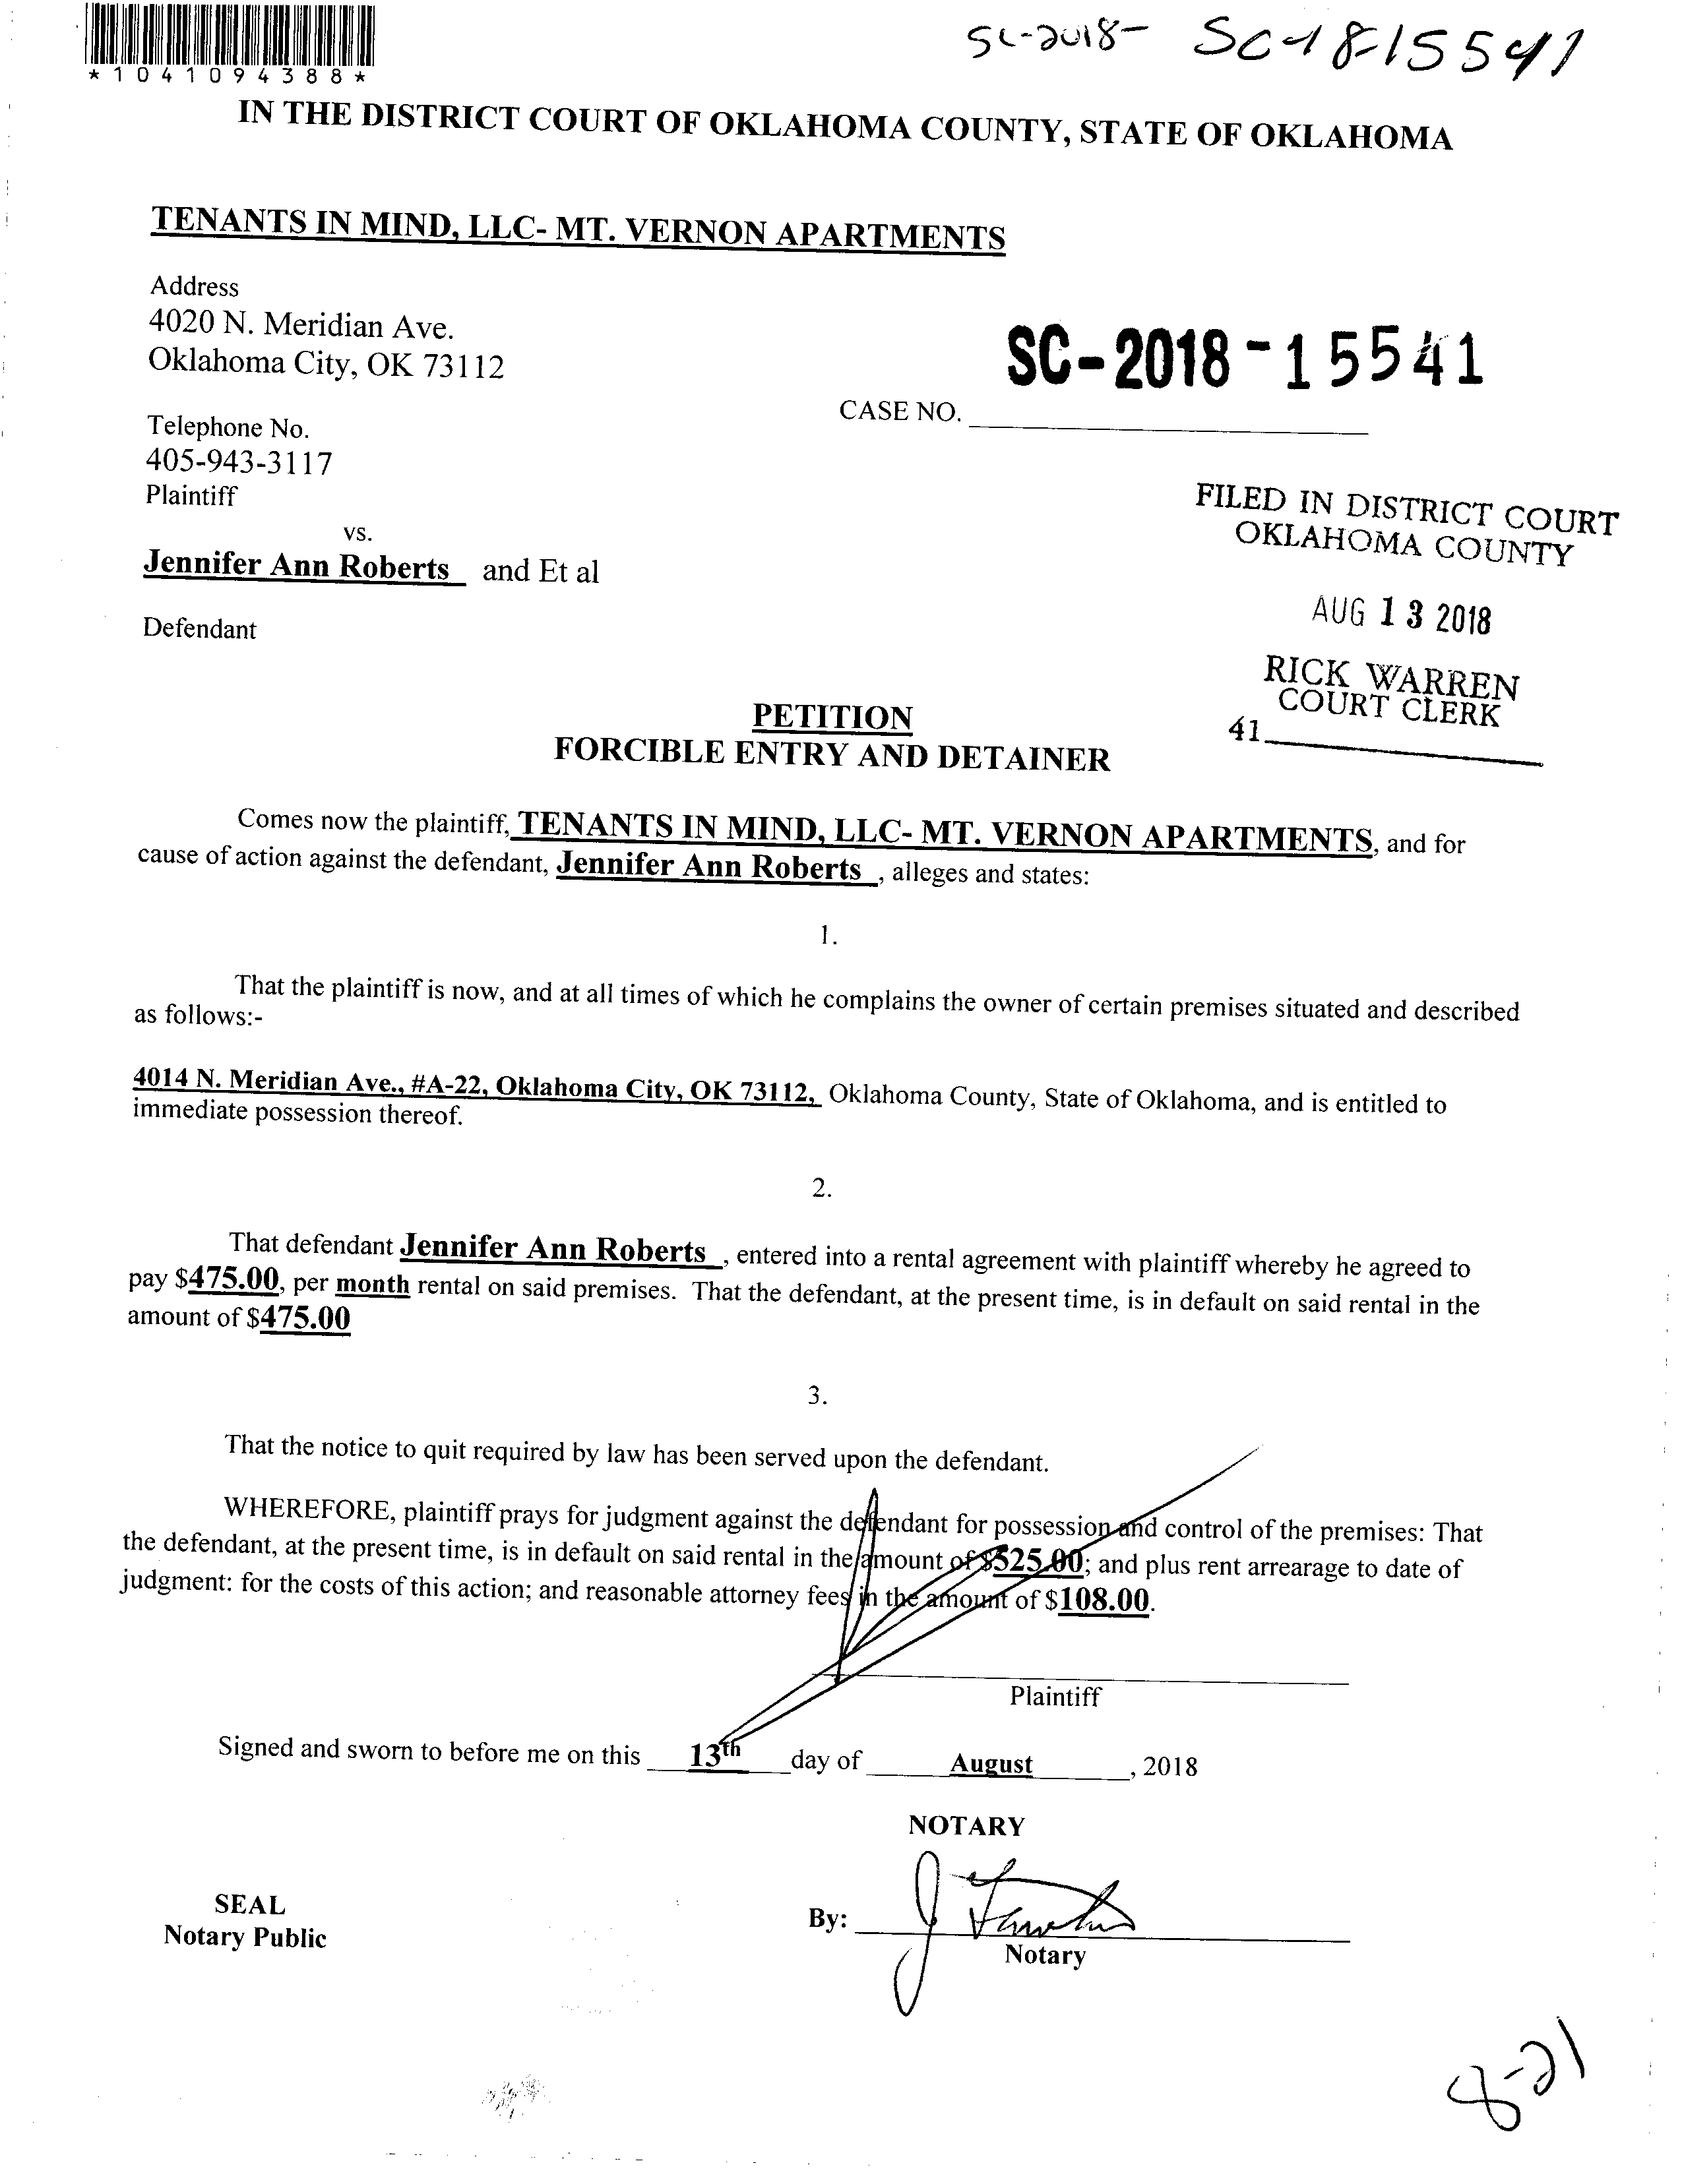 *1041094388*
SC-2018- SC-18-15541
IN THE DISTRICT COURT OF OKLAHOMA COUNTY, STATE OF OKLAHOMA
TENANTS IN MIND, LLC- MT. VERNON APARTMENTS
Address
4020 N. Meridian Ave.
Oklahoma City, OK 73112
SC-2018-15541
CASE NO.
Telephone No.
405-943-3117
Plaintiff
vs.
Jennifer Ann Roberts and Et al
Defendant
FILED IN DISTRICT COURT
OKLAHOMA COUNTY
AUG 13 2018
RICK WARREN
COURT CLERK
41
PETITION
FORCIBLE ENTRY AND DETAINER
Comes now the plaintiff, TENANTS IN MIND, LLC- MT. VERNON APARTMENTS, and for
cause of action against the defendant, Jennifer Ann Roberts , alleges and states:
1.
That the plaintiff is now, and at all times of which he complains the owner of certain premises situated and described
as follows:-
4014 N. Meridian Ave., #A-22, Oklahoma City, OK 73112, Oklahoma County, State of Oklahoma, and is entitled to
immediate possession thereof.
2.
That defendant Jennifer Ann Roberts , entered into a rental agreement with plaintiff whereby he agreed to
pay $475.00, per month rental on said premises. That the defendant, at the present time, is in default on said rental in the
amount of $475.00
3.
That the notice to quit required by law has been served upon the defendant.
WHEREFORE, plaintiff prays for judgment against the defendant for possession and control of the premises: That
the defendant, at the present time, is in default on said rental in the amount of $525.00; and plus rent arrearage to date of
judgment: for the costs of this action; and reasonable attorney fees in the amount of $108.00.
Plaintiff
Signed and sworn to before me on this 13th day of August , 2018
NOTARY
SEAL
Notary Public
By:
Notary
8-21